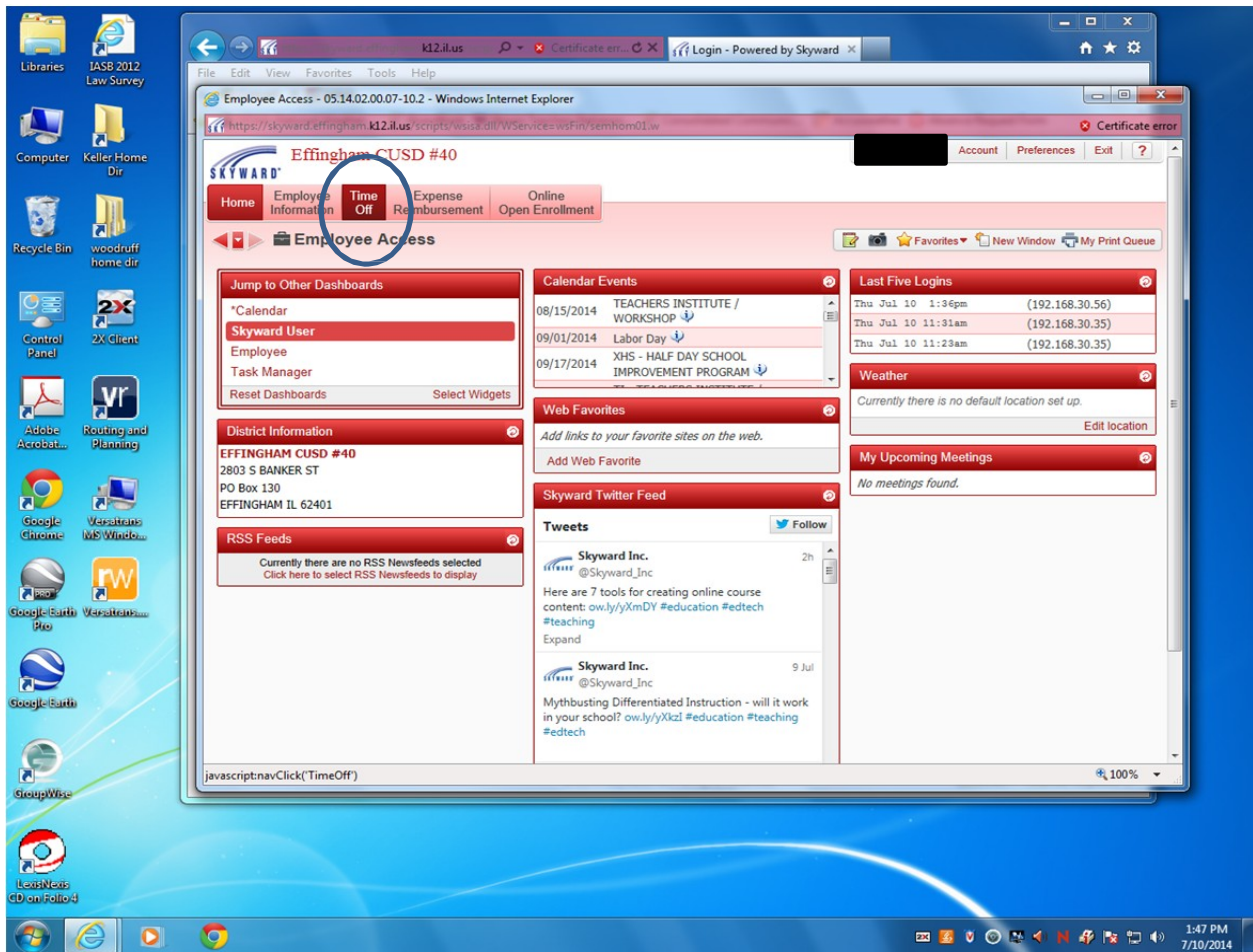 Libraries
IASB 2012
Law Survey
Computer
Keller Home
Dir
Recycle Bin
woodruff
home dir
Control
Panel
2X Client
Adobe
Acrobat...
Routing and
Planning
Google
Chrome
Versatrans
MS Windo...
Google Earth
Pro
Versatrans....
Google Earth
GroupWise
LexisNexis
CD on Folio 4
k12.il.us
Certificate err...
Login - Powered by Skyward
File Edit View Favorites Tools Help
Employee Access - 05.14.02.00.07-10.2 - Windows Internet Explorer
https://skyward.effingham.k12.il.us/scripts/wsisa.dll/WService=wsFin/semhom01.w
Certificate error
SKYWARD
Effingham CUSD #40
Account Preferences Exit ?
Home
Employee
Information
Time
Off
Expense
Reimbursement
Online
Open Enrollment
Employee Access
Favorites New Window My Print Queue
Jump to Other Dashboards
*Calendar
Skyward User
Employee
Task Manager
Reset Dashboards Select Widgets
District Information
EFFINGHAM CUSD #40
2803 S BANKER ST
PO Box 130
EFFINGHAM IL 62401
RSS Feeds
Currently there are no RSS Newsfeeds selected
Click here to select RSS Newsfeeds to display
Calendar Events
08/15/2014 TEACHERS INSTITUTE /
WORKSHOP
09/01/2014 Labor Day
09/17/2014 XHS - HALF DAY SCHOOL
IMPROVEMENT PROGRAM
Web Favorites
Add links to your favorite sites on the web.
Add Web Favorite
Skyward Twitter Feed
Tweets Follow
Skyward Inc. 2h
@Skyward_Inc
Here are 7 tools for creating online course
content: ow.ly/yXmDY #education #edtech
#teaching
Expand
Skyward Inc. 9 Jul
@Skyward_Inc
Mythbusting Differentiated Instruction - will it work
in your school? ow.ly/yXkzI #education #teaching
#edtech
Last Five Logins
Thu Jul 10 1:36pm (192.168.30.56)
Thu Jul 10 11:31am (192.168.30.35)
Thu Jul 10 11:23am (192.168.30.35)
Weather
Currently there is no default location set up.
Edit location
My Upcoming Meetings
No meetings found.
javascript:navClick('TimeOff')
100%
1:47 PM
7/10/2014